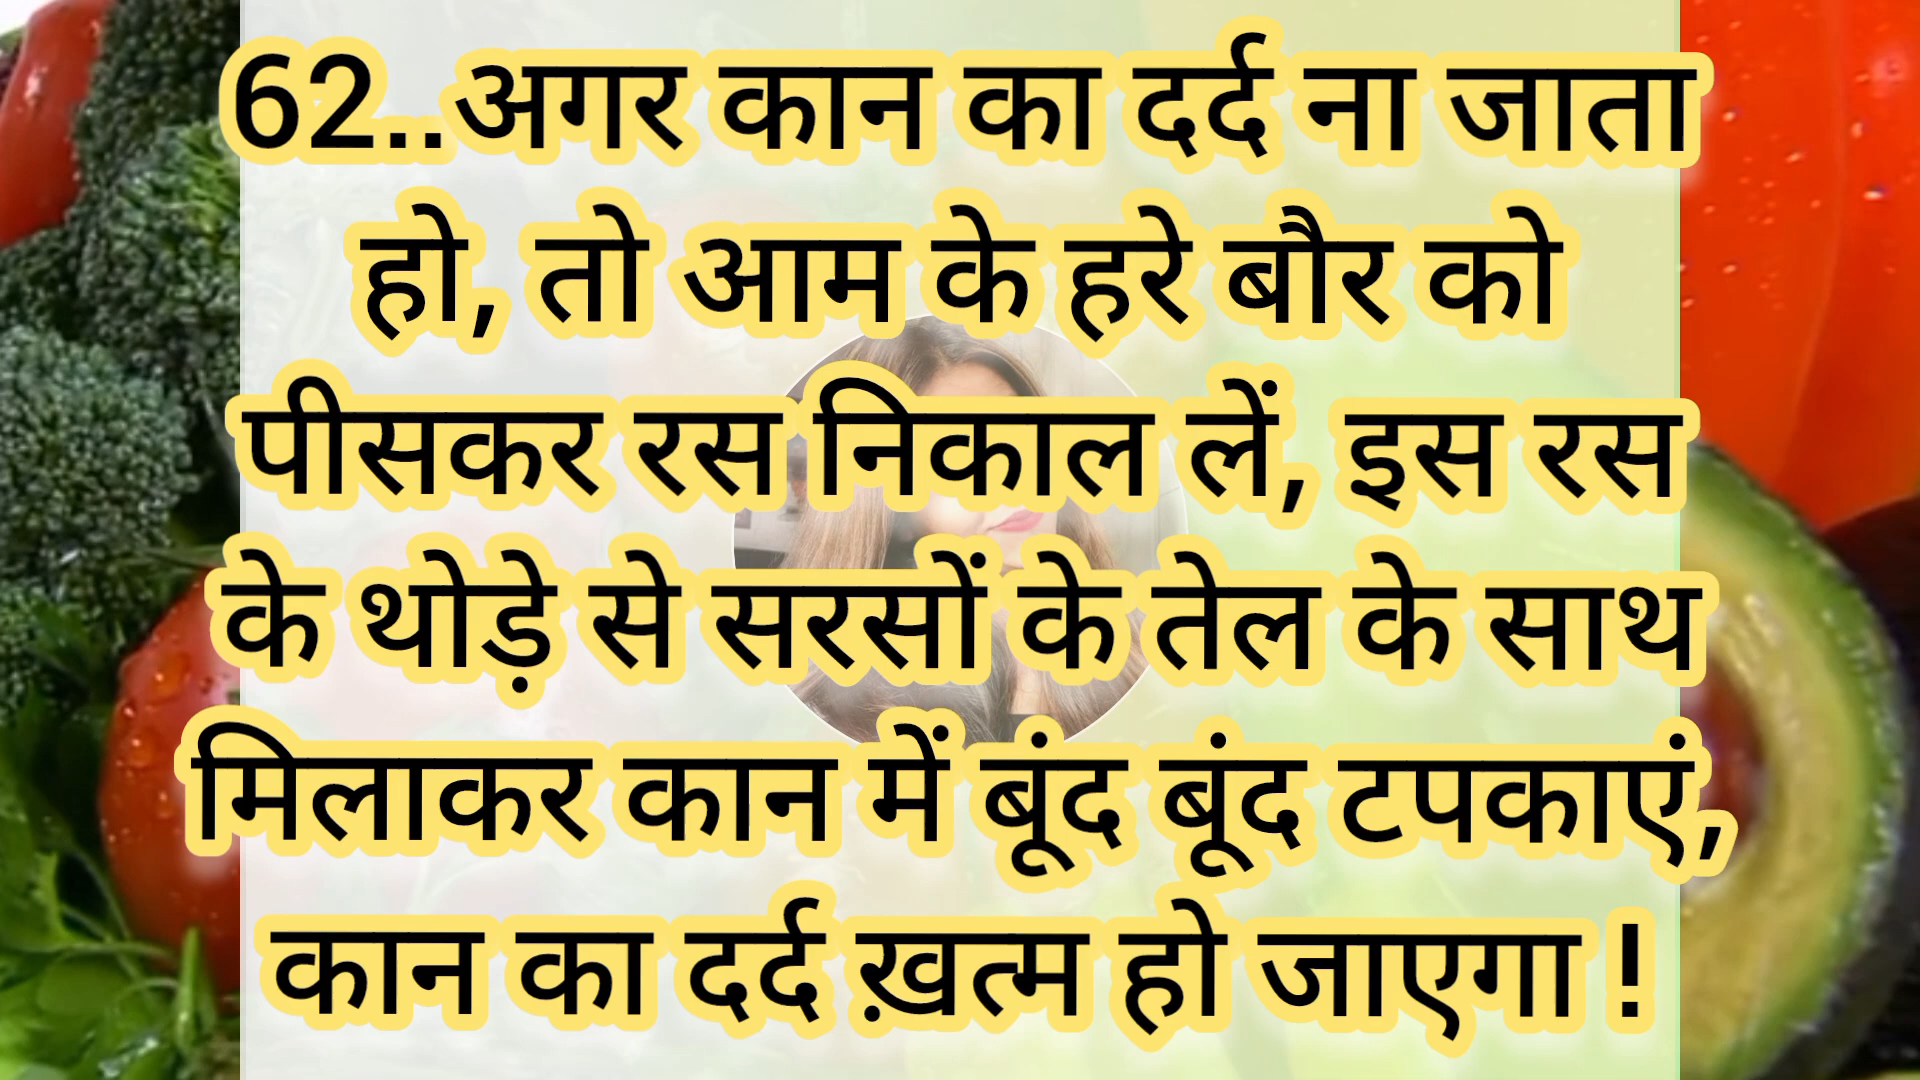 62..अगर कान का दर्द ना जाता
हो, तो आम के हरे बौर को
पीसकर रस निकाल लें, इस रस
के थोड़े से सरसों के तेल के साथ
मिलाकर कान में बूंद बूंद टपकाएं,
कान का दर्द ख़त्म हो जाएगा !